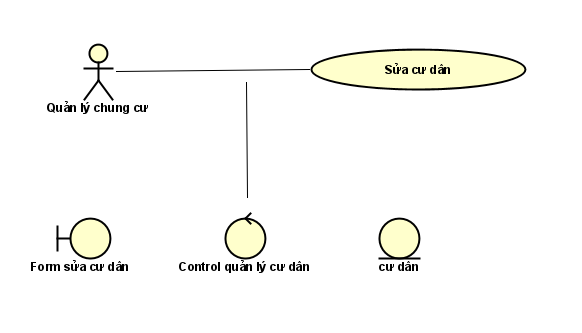 Sửa cư dân
Quản lý chung cư
Form sửa cư dân
Control quản lý cư dân
cư dân